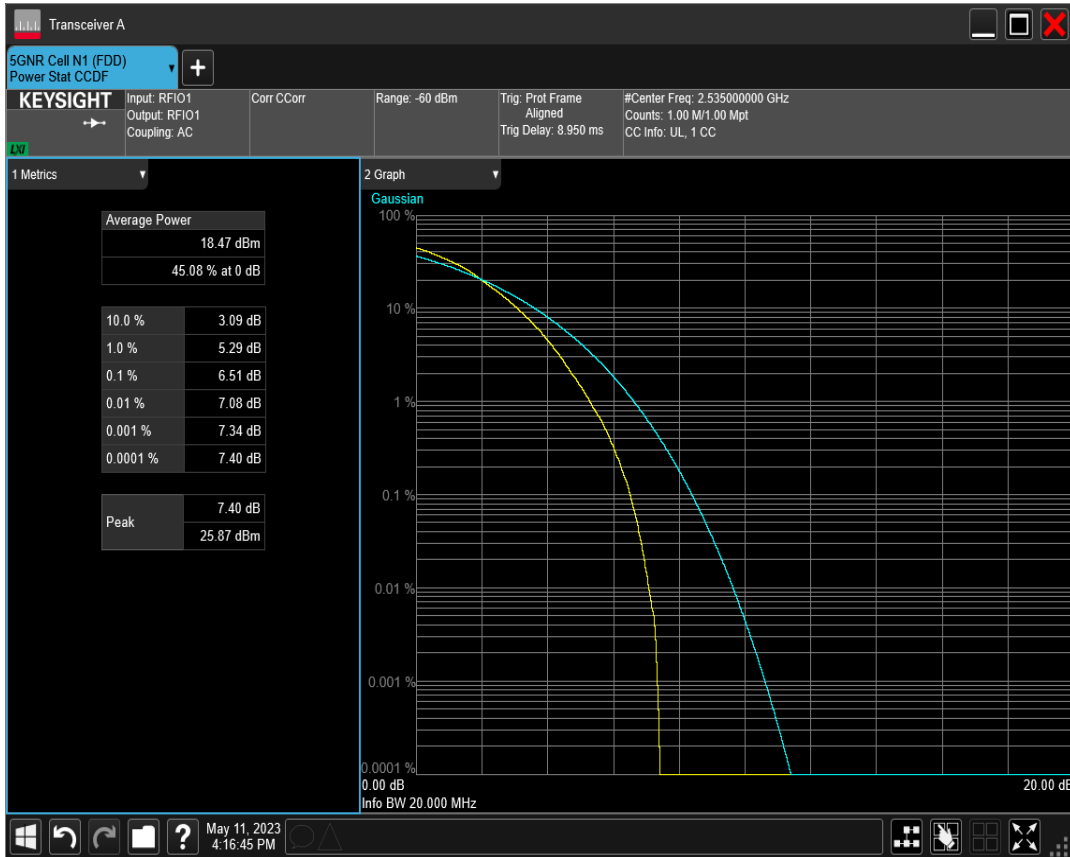 Transceiver A
5GNR Cell N1 (FDD)
Power Stat CCDF
KEYSIGHT
LXI
Input: RFIO1
Output: RFIO1
Coupling: AC
Corr CCorr
Range: -60 dBm
Trig: Prot Frame
Aligned
Trig Delay: 8.950 ms
#Center Freq: 2.535000000 GHz
Counts: 1.00 M/1.00 Mpt
CC Info: UL, 1 CC
1 Metrics
Average Power
18.47 dBm
45.08 % at 0 dB
10.0 % 3.09 dB
1.0 % 5.29 dB
0.1 % 6.51 dB
0.01 % 7.08 dB
0.001 % 7.34 dB
0.0001 % 7.40 dB
Peak 7.40 dB
25.87 dBm
2 Graph
Gaussian
100 %
10 %
1 %
0.1 %
0.01 %
0.001 %
0.0001 %
0.00 dB 20.00 dB
Info BW 20.000 MHz
?
May 11, 2023
4:16:45 PM